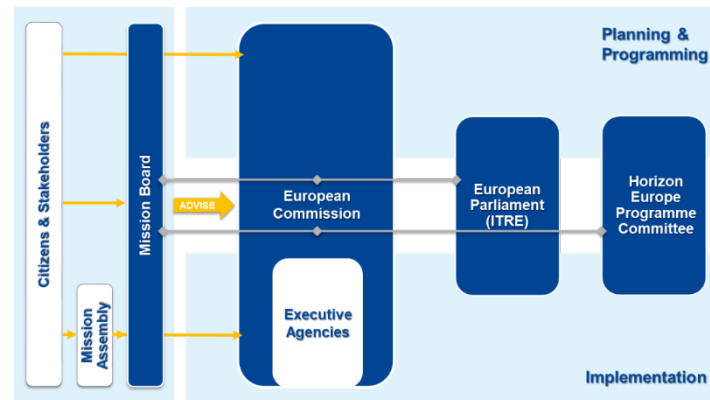 Planning &
Programming
Citizens & Stakeholders
Mission
Assembly
Mission Board
ADVISE
European
Commission
Executive
Agencies
European
Parliament
(ITRE)
Horizon
Europe
Programme
Committee
Implementation